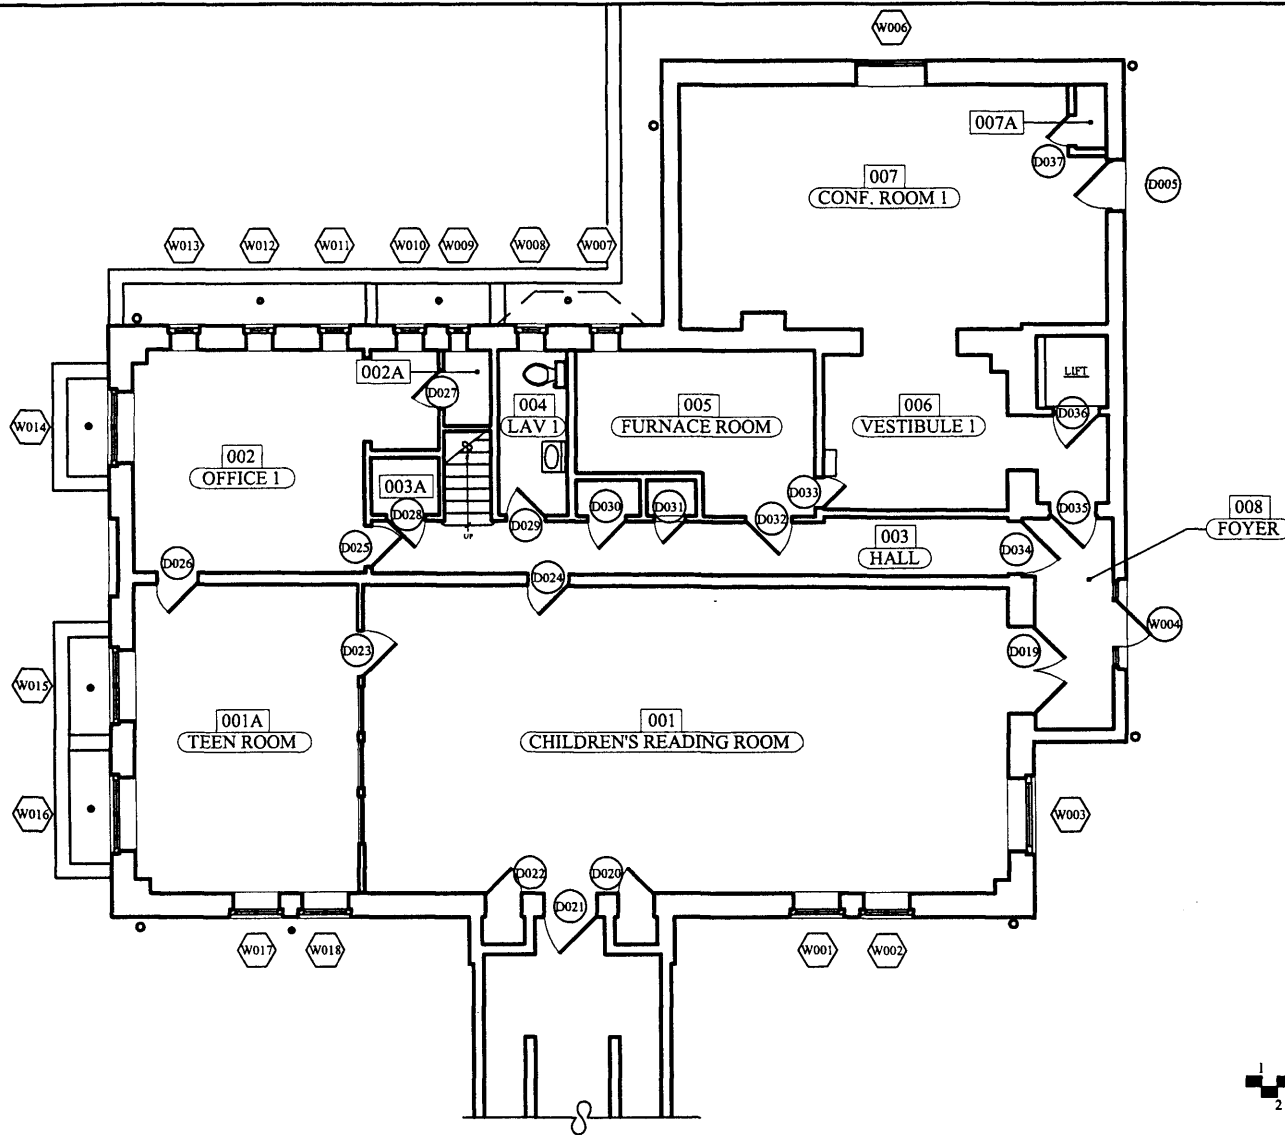 W006
007A
D037
007
CONF. ROOM 1
D005
W013
W012
W011
W010
W009
W008
W007
002A
D027
LIFT
W014
004
LAV 1
005
FURNACE ROOM
006
VESTIBULE 1
D036
002
OFFICE 1
003A
D033
D028
D029
D030
D031
D032
D035
UP
008
FOYER
D025
003
HALL
D034
D026
D024
D023
D019
W004
W015
001A
TEEN ROOM
001
CHILDREN'S READING ROOM
W016
W003
D022
D020
D021
W017
W018
W001
W002
1
2